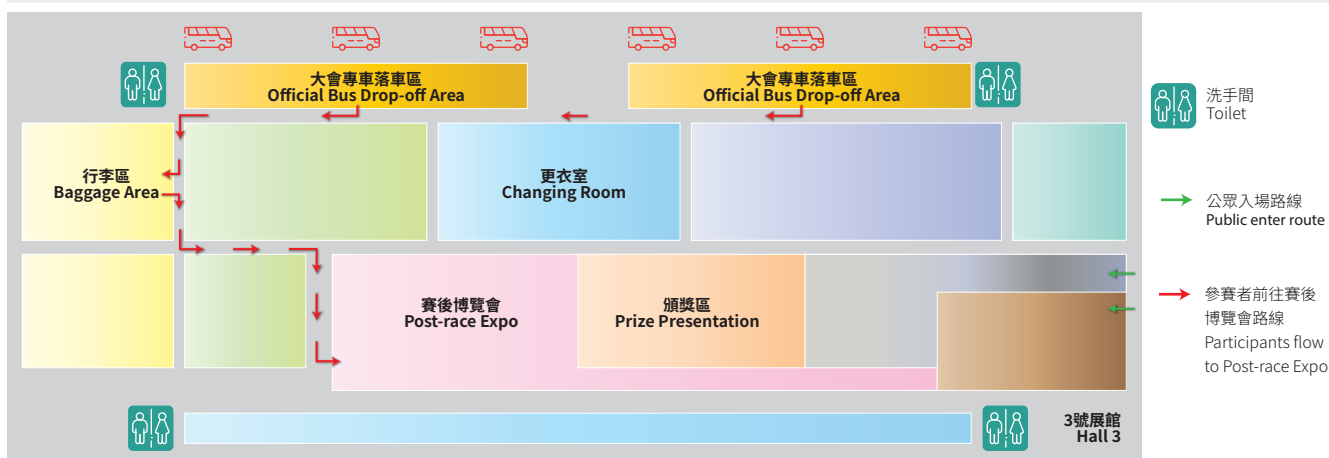 大會專車落車區
Official Bus Drop-off Area
大會專車落車區
Official Bus Drop-off Area
洗手間
Toilet
行李區
Baggage Area
更衣室
Changing Room
公眾入場路線
Public enter route
賽後博覽會
Post-race Expo
頒獎區
Prize Presentation
參賽者前往賽後
博覽會路線
Participants flow
to Post-race Expo
3號展館
Hall 3